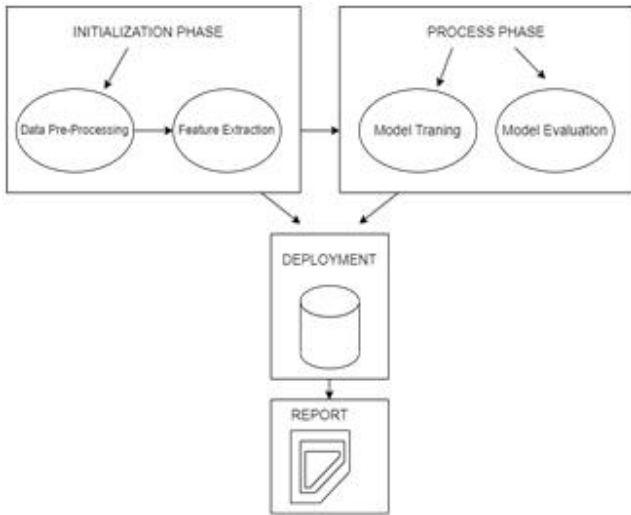 INITIALIZATION PHASE
Data Pre-Processing
Feature Extraction
PROCESS PHASE
Model Traning
Model Evaluation
DEPLOYMENT
REPORT